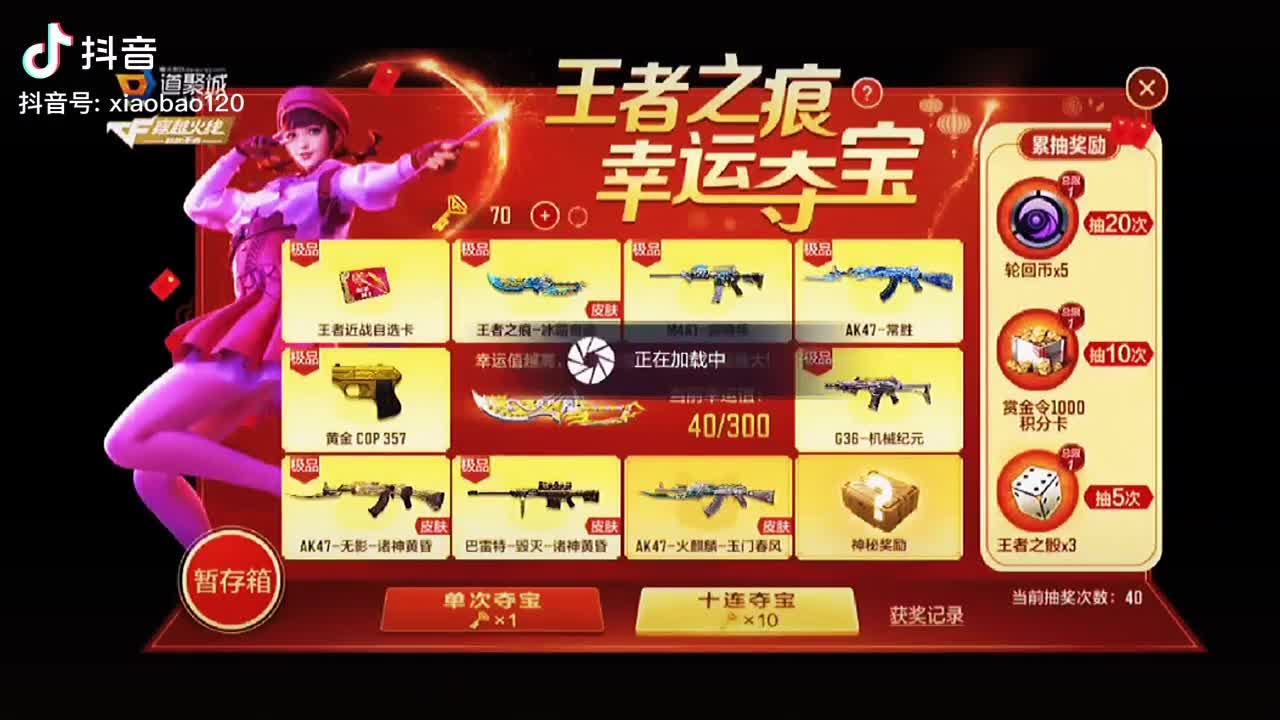 抖音
抖音号: xiaobao120
道聚城
穿越火线
王者之痕
幸运夺宝
?
70
极品
王者近战自选卡
极品
皮肤
王者之痕-冰
极品
极品
AK47-常胜
极品
黄金 COP 357
幸运值越高,
正在加载中
当前幸运值:
40/300
极品
G36-机械纪元
极品
皮肤
AK47-无影-诸神黄昏
极品
皮肤
巴雷特-毁灭-诸神黄昏
皮肤
AK47-火麒麟-玉门春风
神秘奖励
累抽奖励
总限
1
抽20次
轮回币x5
总限
1
抽10次
赏金令1000
积分卡
总限
1
抽5次
王者之骰x3
暂存箱
单次夺宝
×1
十连夺宝
×10
获奖记录
当前抽奖次数: 40